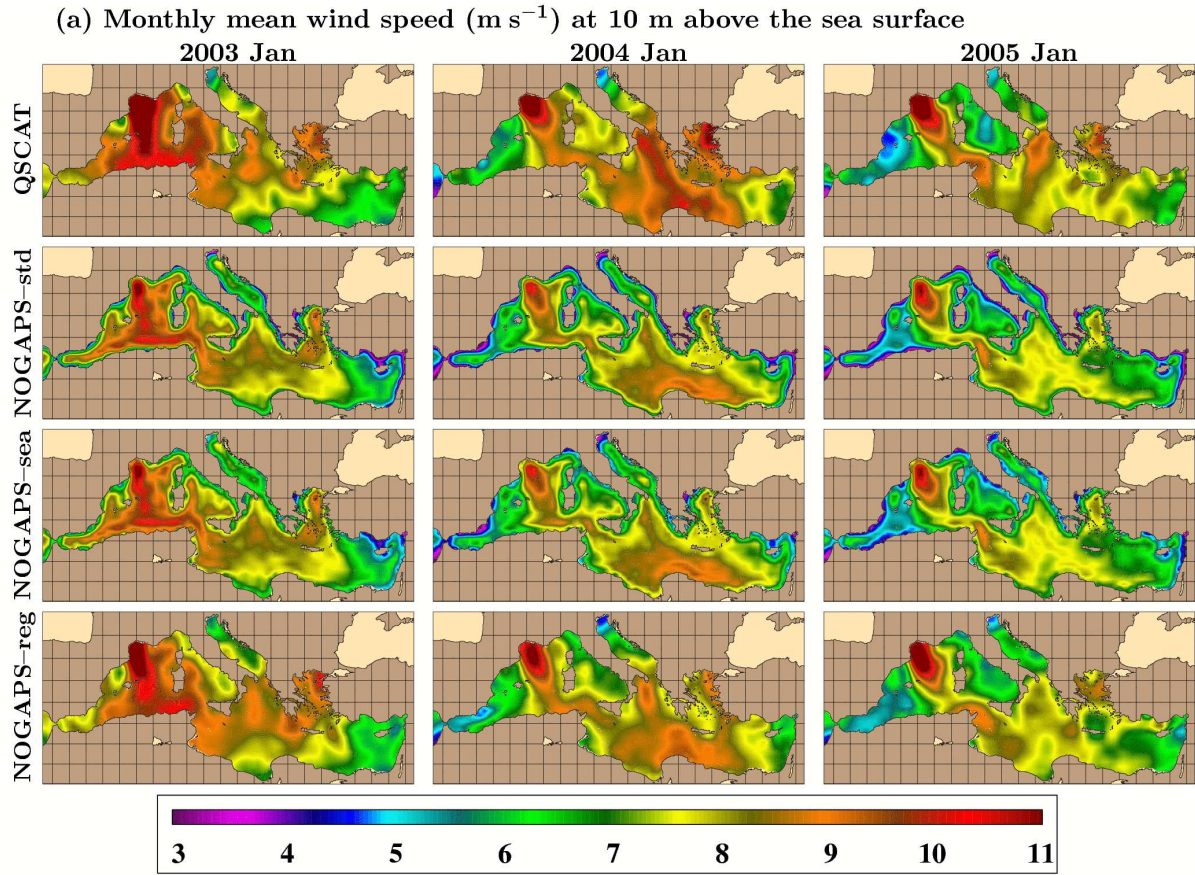 (a) Monthly mean wind speed (m s⁻¹) at 10 m above the sea surface
2003 Jan 2004 Jan 2005 Jan
QSCAT
NOGAPS−std
NOGAPS−sea
NOGAPS−reg
3 4 5 6 7 8 9 10 11